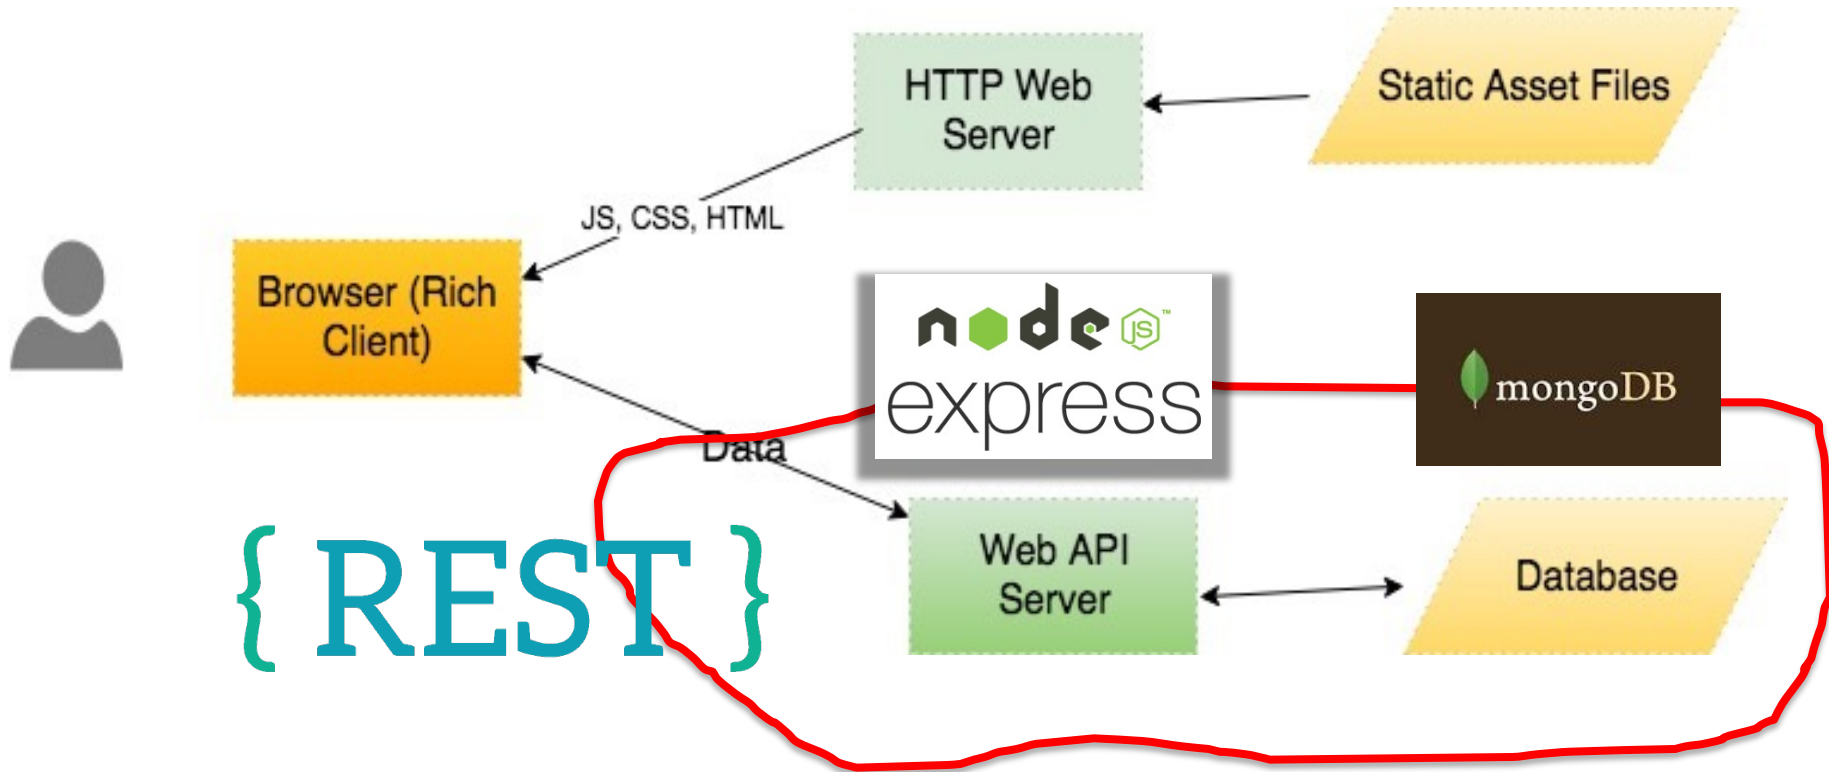 HTTP Web
Server
Static Asset Files
JS, CSS, HTML
Browser (Rich
Client)
node JS™
express
mongoDB
Data
{ REST }
Web API
Server
Database